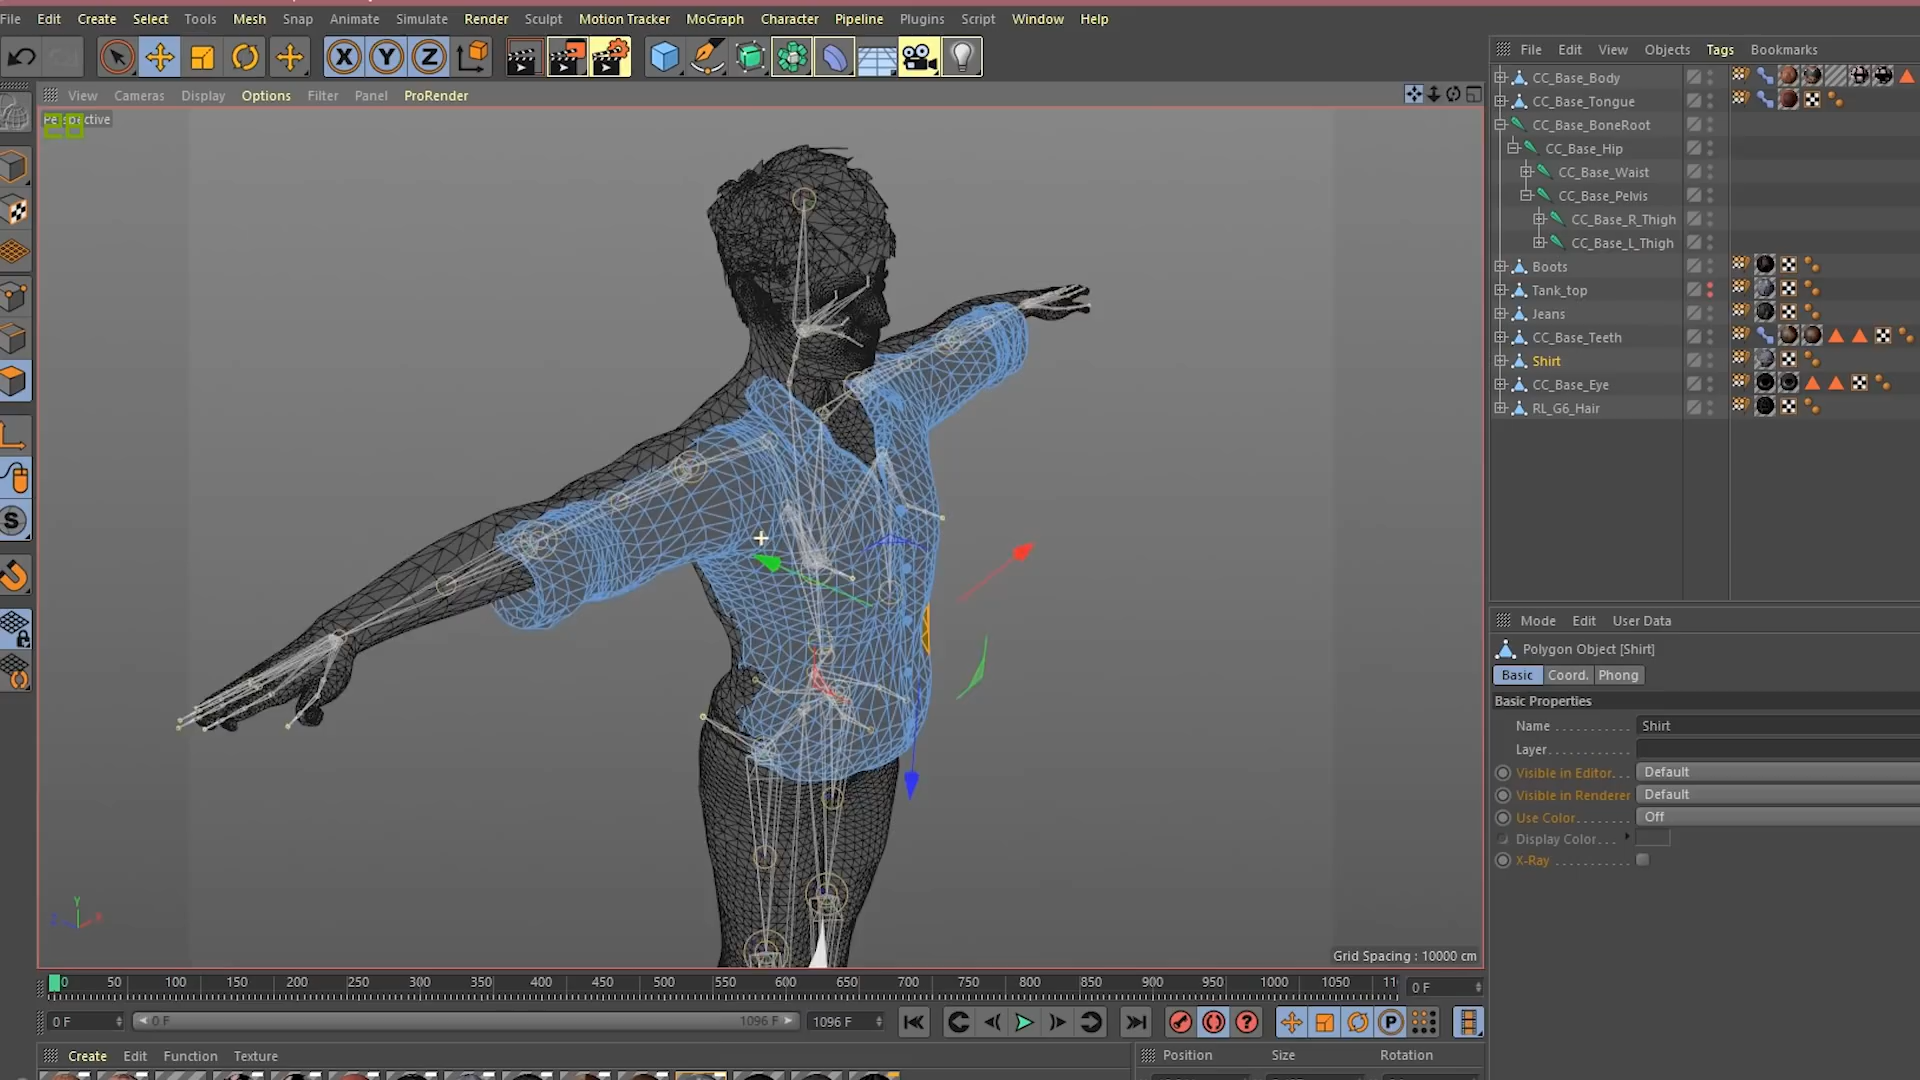 File Edit Create Select Tools Mesh Snap Animate Simulate Render Sculpt Motion Tracker MoGraph Character Pipeline Plugins Script Window Help
X Y Z
View Cameras Display Options Filter Panel ProRender
Perspective
28
File Edit View Objects Tags Bookmarks
CC_Base_Body
CC_Base_Tongue
CC_Base_BoneRoot
CC_Base_Hip
CC_Base_Waist
CC_Base_Pelvis
CC_Base_R_Thigh
CC_Base_L_Thigh
Boots
Tank_top
Jeans
CC_Base_Teeth
Shirt
CC_Base_Eye
RL_G6_Hair
Mode Edit User Data
Polygon Object [Shirt]
Basic Coord. Phong
Basic Properties
Name Shirt
Layer
Visible in Editor Default
Visible in Renderer Default
Use Color Off
Display Color
X-Ray
S
Y
Grid Spacing : 10000 cm
0 50 100 150 200 250 300 350 400 450 500 550 600 650 700 750 800 850 900 950 1000 1050 11
0 F
0 F 0 F 1096 F 1096 F
P
Create Edit Function Texture
Position Size Rotation